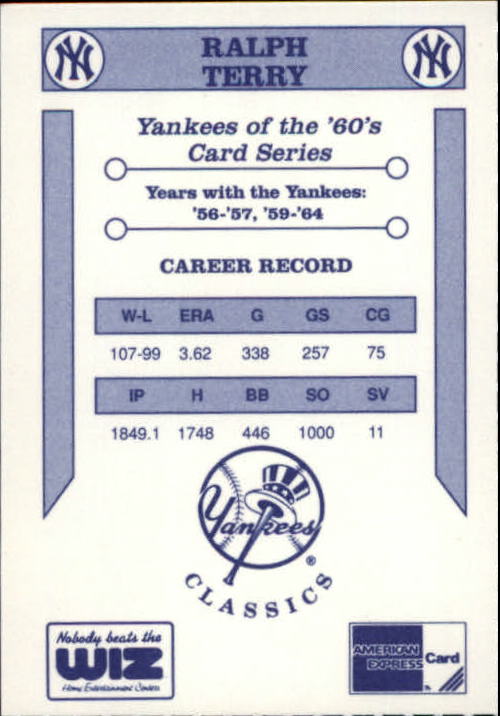 NY
RALPH
TERRY
NY
Yankees of the '60's
Card Series
Years with the Yankees:
'56-'57, '59-'64
CAREER RECORD
W-L ERA G GS CG
107-99 3.62 338 257 75
IP H BB SO SV
1849.1 1748 446 1000 11
Yankees
®
CLASSICS
Nobody beats the
WIZ
Home Entertainment Centers
AMERICAN
EXPRESS
Card